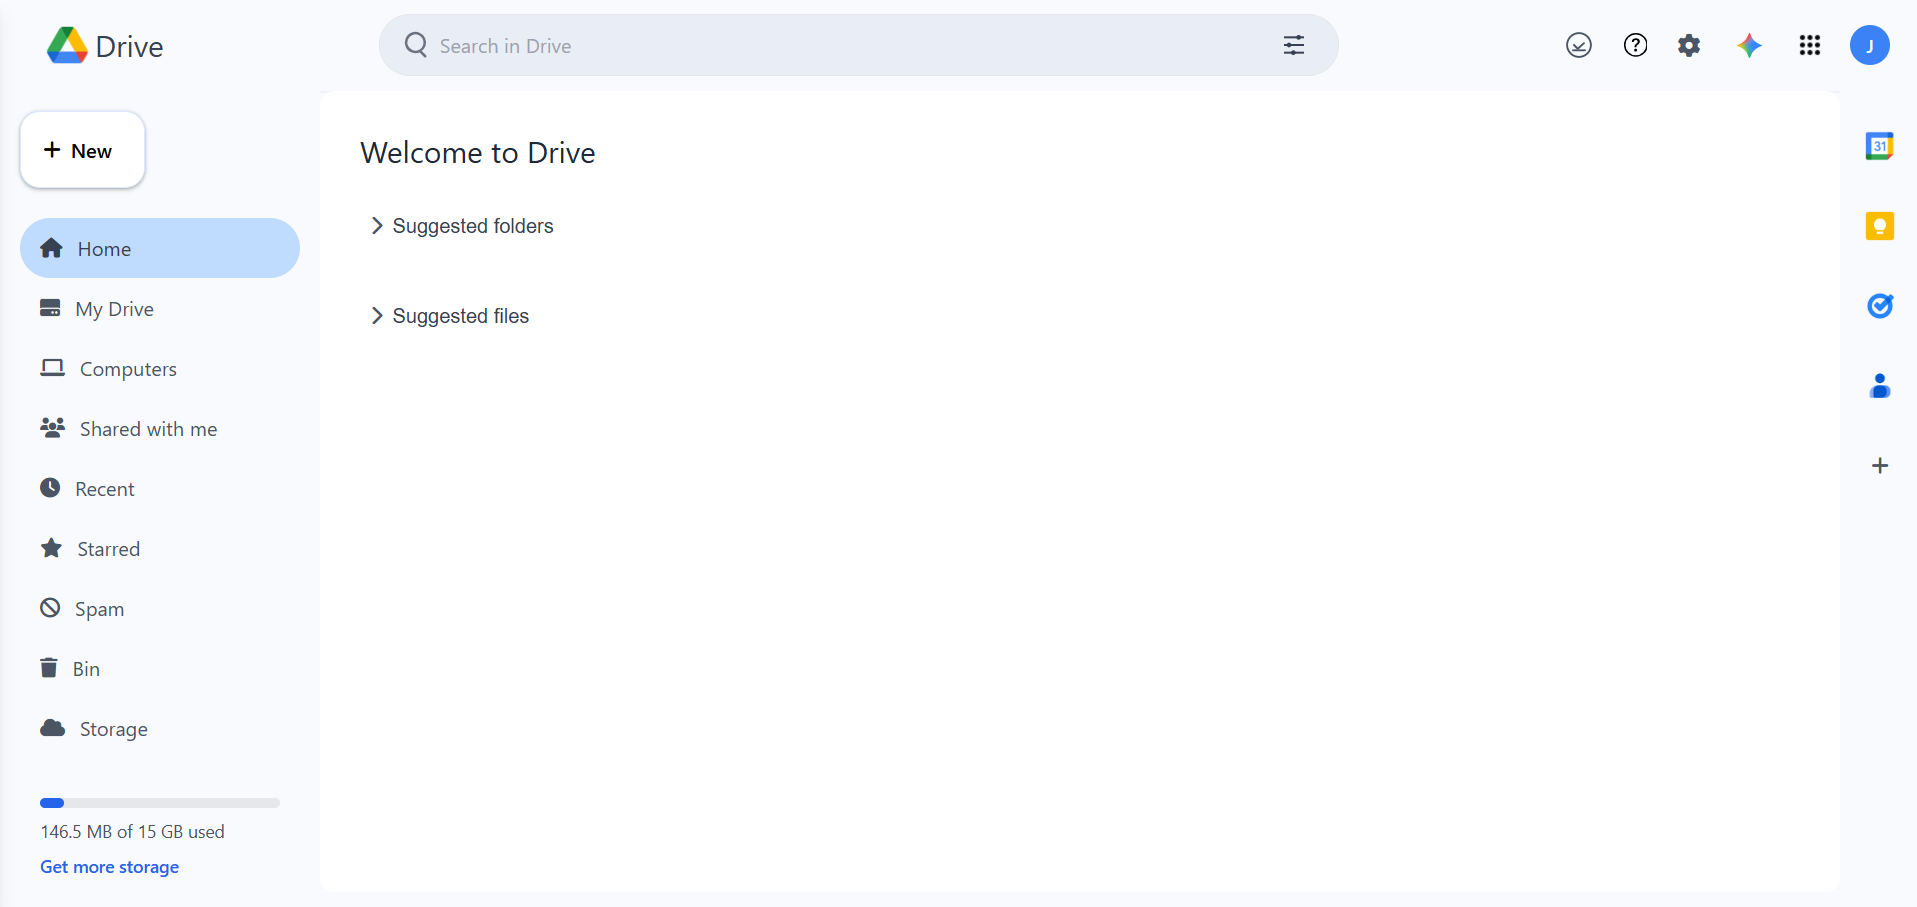 Drive
Search in Drive
J
New
Home
My Drive
Computers
Shared with me
Recent
Starred
Spam
Bin
Storage
146.5 MB of 15 GB used
Get more storage
Welcome to Drive
Suggested folders
Suggested files
31